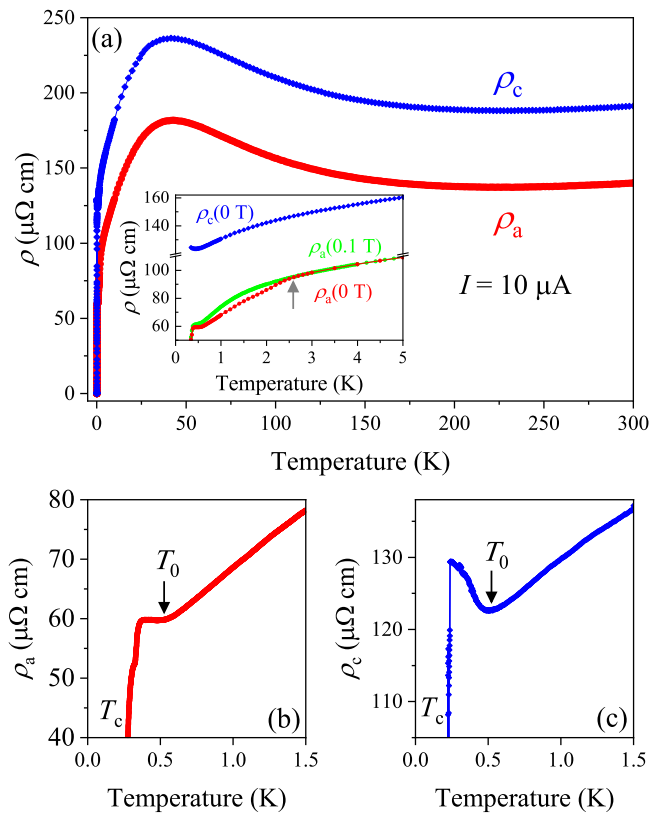 (a)
250
200
150
100
50
0
ρ (μΩ cm)
ρc
ρa
I = 10 μA
0 50 100 150 200 250 300
Temperature (K)
160
140
100
80
60
ρ (μΩ cm)
ρc(0 T)
ρa(0.1 T)
ρa(0 T)
0 1 2 3 4 5
Temperature (K)
80
70
60
50
40
ρa (μΩ cm)
T0
Tc
(b)
0.0 0.5 1.0 1.5
Temperature (K)
130
120
110
ρc (μΩ cm)
T0
Tc
(c)
0.0 0.5 1.0 1.5
Temperature (K)